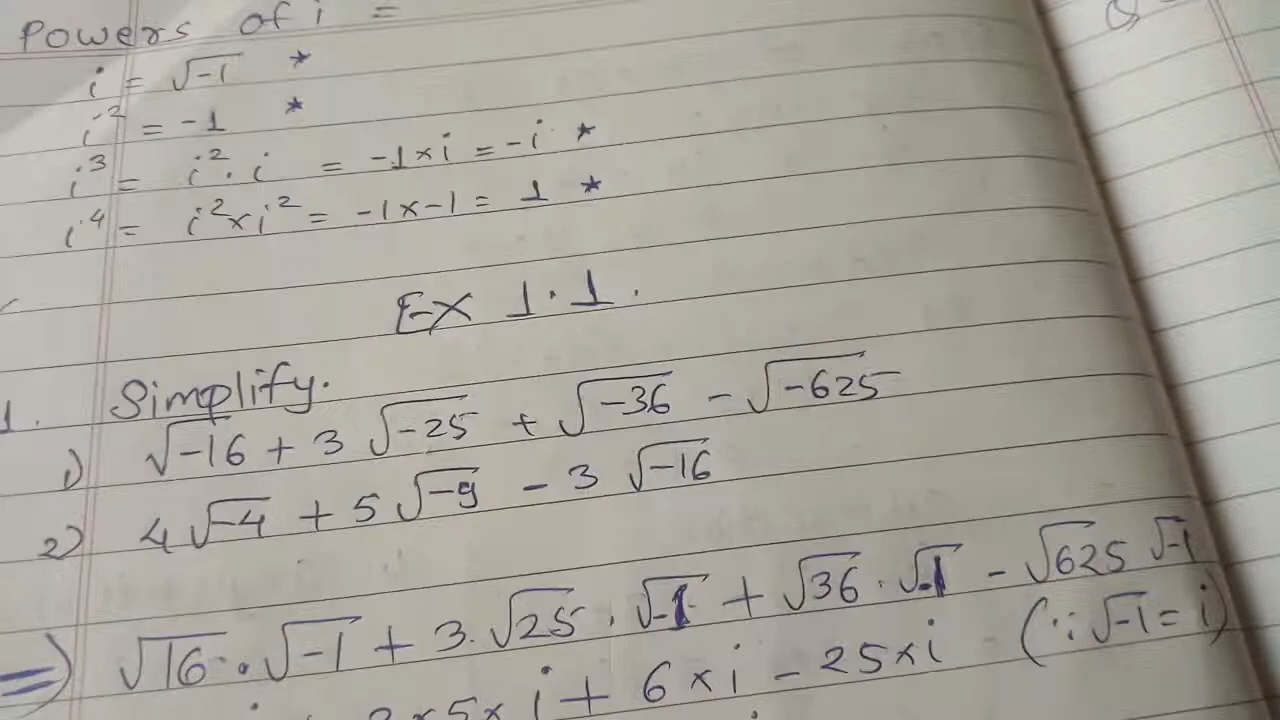 Powers of i =
i = √-1 *
i² = -1 *
i³ = i² · i = -1 × i = -i *
i⁴ = i² × i² = -1 × -1 = 1 *
EX 1.1.
1. Simplify.
1) √-16 + 3 √-25 + √-36 - √-625
2) 4 √-4 + 5 √-9 - 3 √-16
⇒) √16 · √-1 + 3 · √25 · √-1 + √36 · √-1 - √625 √-1
× 5 × i + 6 × i - 25 × i (∵ √-1 = i)